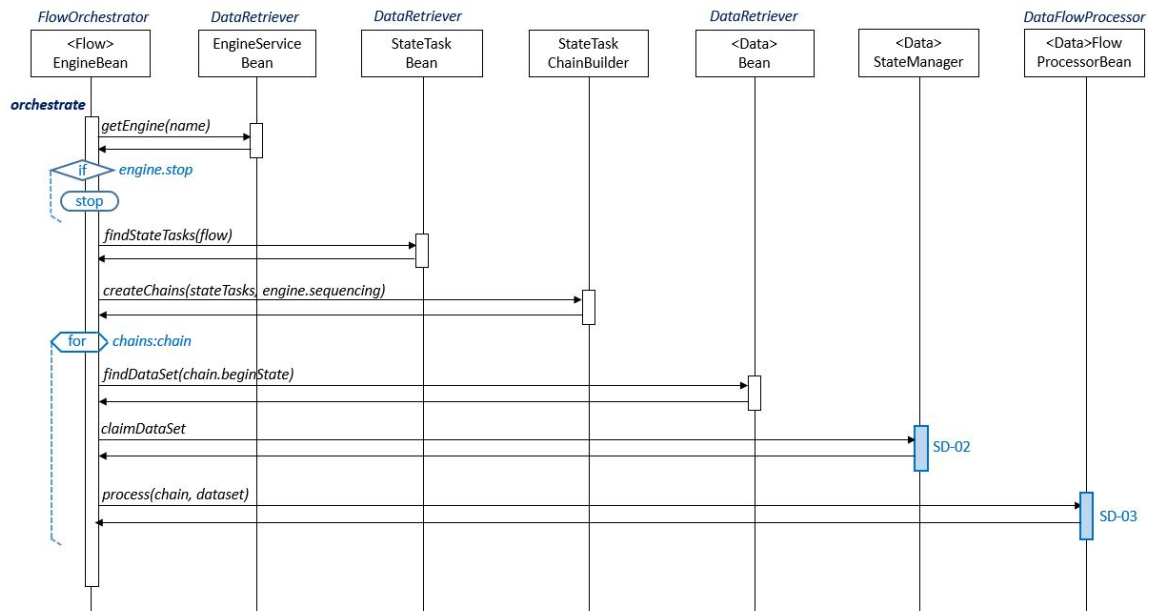 FlowOrchestrator
DataRetriever
DataRetriever
DataRetriever
DataFlowProcessor
<Flow>
EngineBean
EngineService
Bean
StateTask
Bean
StateTask
ChainBuilder
<Data>
Bean
<Data>
StateManager
<Data>Flow
ProcessorBean
orchestrate
getEngine(name)
if engine.stop
stop
findStateTasks(flow)
createChains(stateTasks, engine.sequencing)
for chains:chain
findDataSet(chain.beginState)
claimDataSet
SD-02
process(chain, dataset)
SD-03